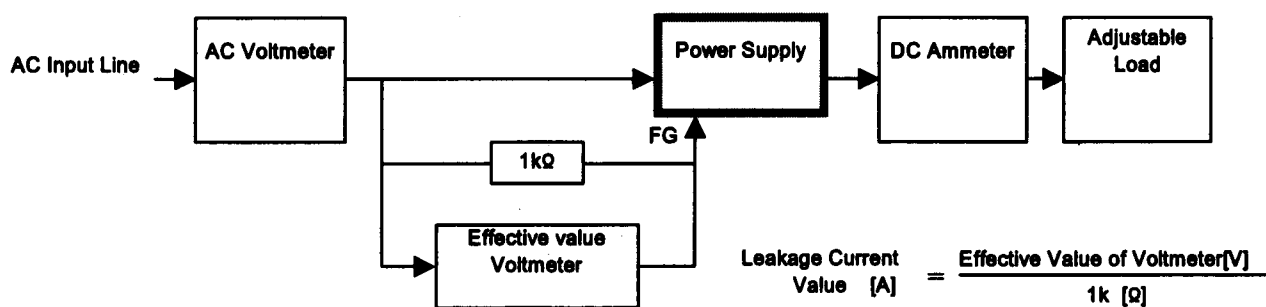 AC Input Line
AC Voltmeter
Power Supply
DC Ammeter
Adjustable
Load
FG
1kΩ
Effective value
Voltmeter
Leakage Current
Value [A]
= Effective Value of Voltmeter[V]
1k [Ω]